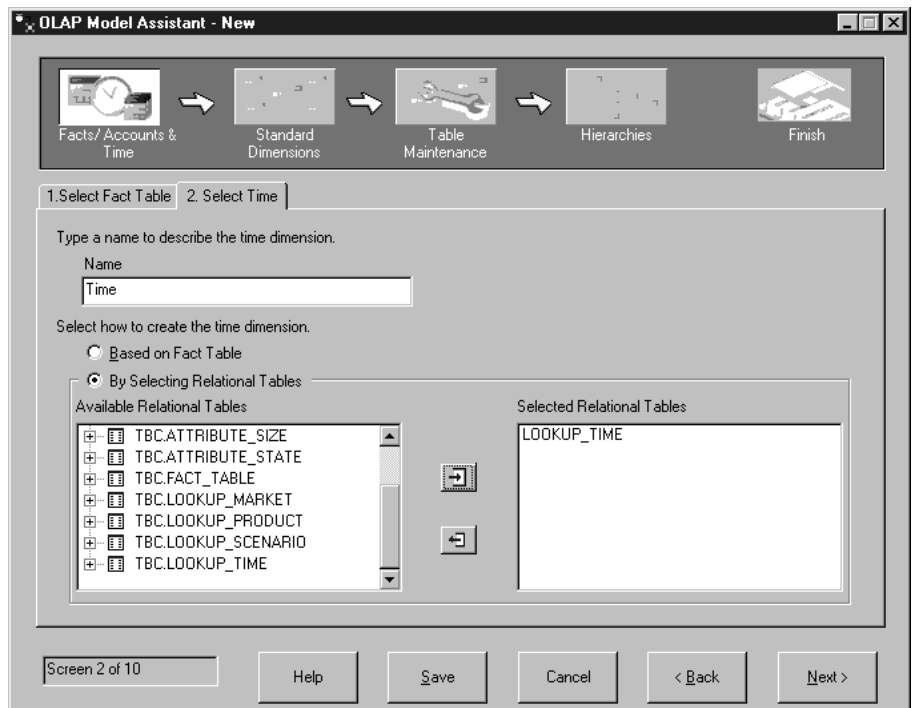 OLAP Model Assistant - New
Facts/ Accounts &
Time
Standard
Dimensions
Table
Maintenance
Hierarchies
Finish
1.Select Fact Table
2. Select Time
Type a name to describe the time dimension.
Name
Time
Select how to create the time dimension.
Based on Fact Table
By Selecting Relational Tables
Available Relational Tables
TBC.ATTRIBUTE_SIZE
TBC.ATTRIBUTE_STATE
TBC.FACT_TABLE
TBC.LOOKUP_MARKET
TBC.LOOKUP_PRODUCT
TBC.LOOKUP_SCENARIO
TBC.LOOKUP_TIME
Selected Relational Tables
LOOKUP_TIME
Screen 2 of 10
Help
Save
Cancel
< Back
Next >